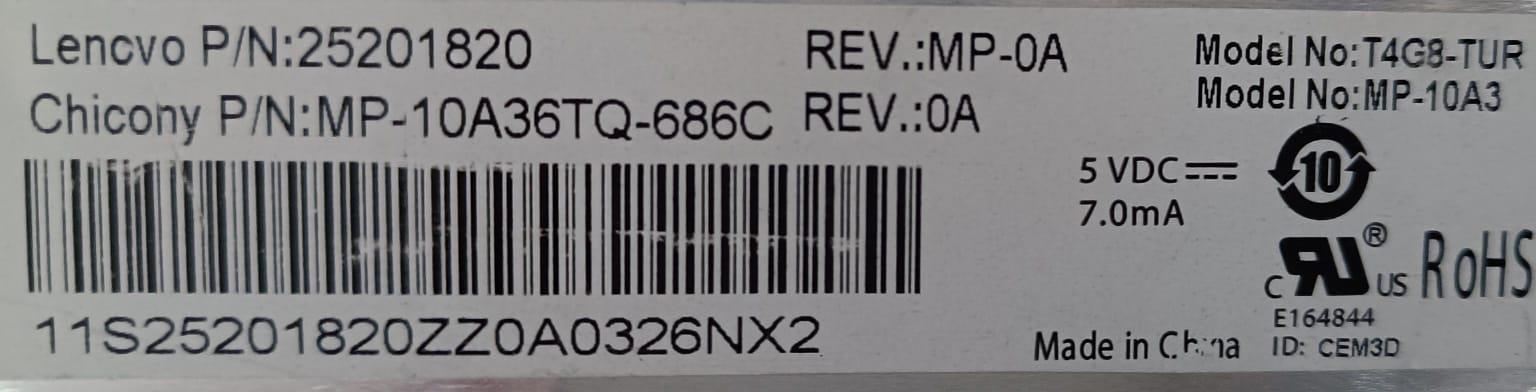 Lenovo P/N:25201820 REV.:MP-0A
Chicony P/N:MP-10A36TQ-686C REV.:0A
Model No:T4G8-TUR
Model No:MP-10A3
5 VDC
7.0mA
10
c RU® US RoHS
E164844
ID: CEM3D
Made in China
11S25201820ZZ0A0326NX2